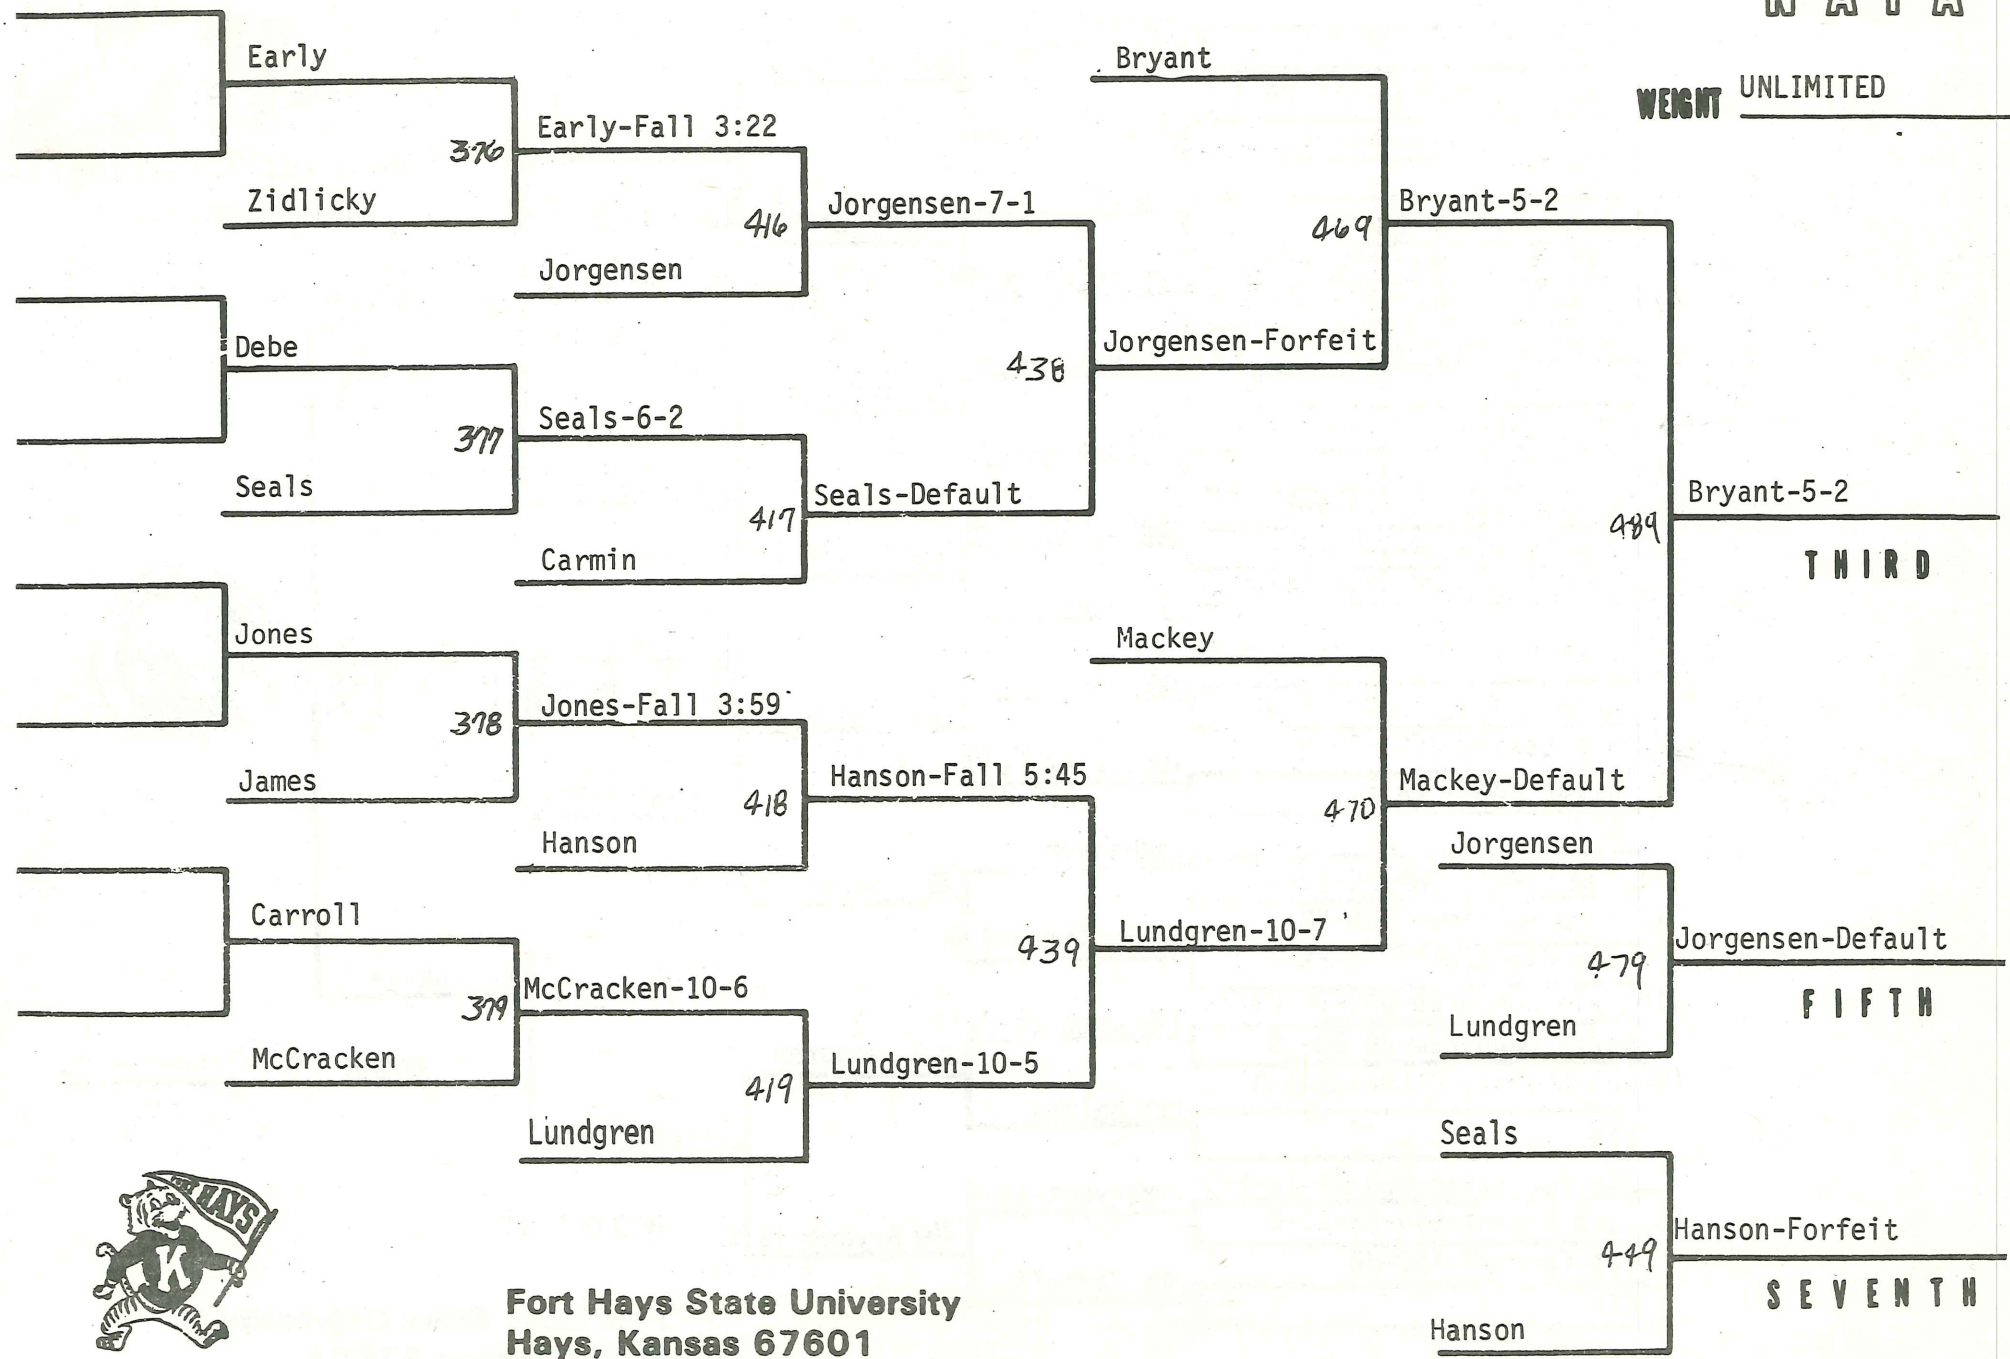 N A I A
WEIGHT UNLIMITED
Early
376
Zidlicky
Early-Fall 3:22
416
Jorgensen
Jorgensen-7-1
Debe
377
Seals
Seals-6-2
417
Carmin
Seals-Default
438
Bryant
469
Jorgensen-Forfeit
Bryant-5-2
Jones
378
James
Jones-Fall 3:59
418
Hanson
Hanson-Fall 5:45
Carroll
379
McCracken
McCracken-10-6
419
Lundgren
Lundgren-10-5
439
Mackey
470
Lundgren-10-7
Mackey-Default
489
Bryant-5-2
THIRD
Jorgensen
479
Lundgren
Jorgensen-Default
FIFTH
Seals
449
Hanson
Hanson-Forfeit
SEVENTH
HAYS
K
Fort Hays State University
Hays, Kansas 67601